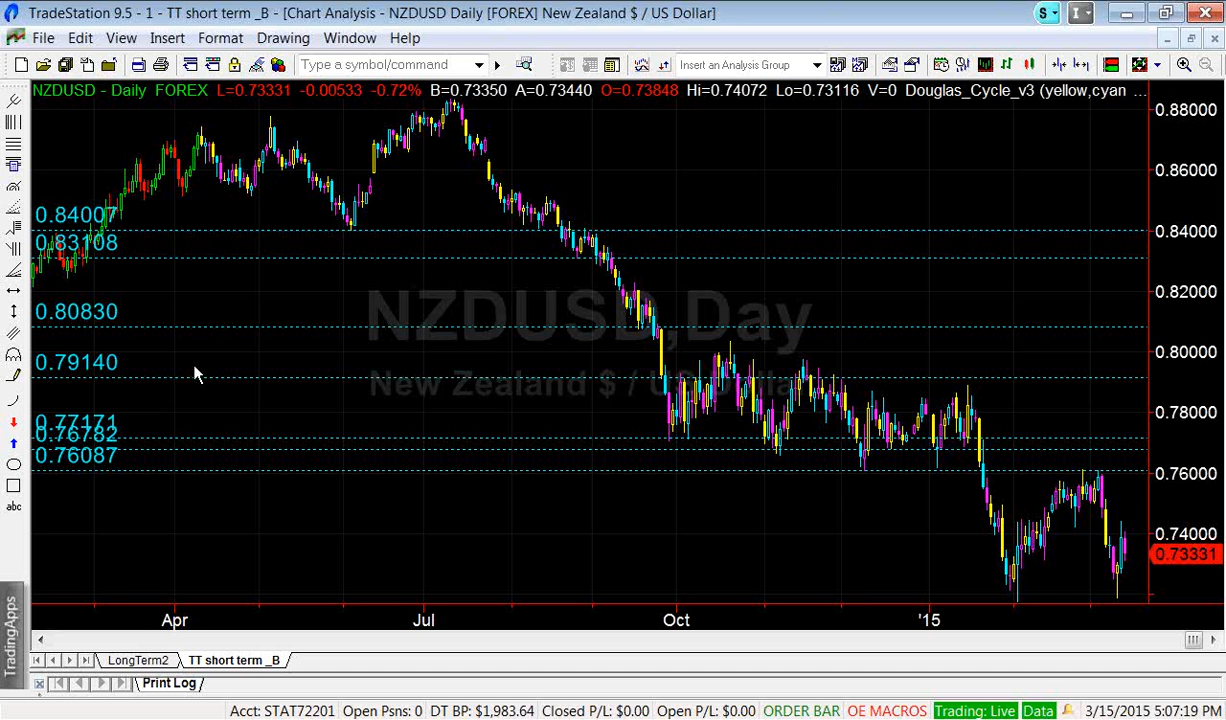 TradeStation 9.5 - 1 - TT short term _B - [Chart Analysis - NZDUSD Daily [FOREX] New Zealand $ / US Dollar]
S
I
File Edit View Insert Format Drawing Window Help
Type a symbol/command
Insert an Analysis Group
NZDUSD - Daily FOREX L=0.73331 -0.00533 -0.72% B=0.73350 A=0.73440 O=0.73848 Hi=0.74072 Lo=0.73116 V=0 Douglas_Cycle_v3 (yellow,cyan ...
0.88000
0.86000
0.84007
0.84000
0.83108
0.82000
0.80830
NZDUSD,Day
0.80000
0.79140
New Zealand $ / US Dolla
0.78000
0.77171
0.76782
0.76087
0.76000
0.74000
0.73331
abc
Apr Jul Oct '15
TradingApps
LongTerm2 TT short term _B
Print Log
Acct: STAT72201 Open Psns: 0 DT BP: $1,983.64 Closed P/L: $0.00 Open P/L: $0.00 ORDER BAR OE MACROS Trading: Live Data 3/15/2015 5:07:19 PM